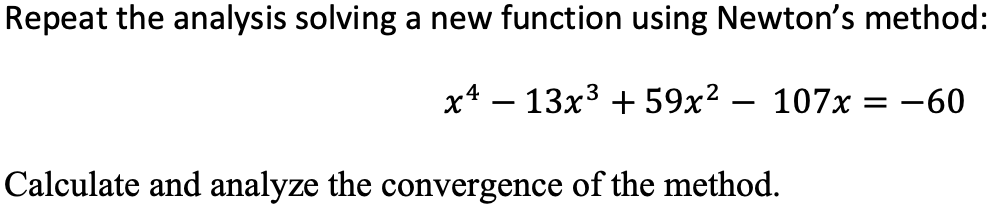 Repeat the analysis solving a new function using Newton’s method:
x⁴ − 13x³ + 59x² − 107x = −60
Calculate and analyze the convergence of the method.